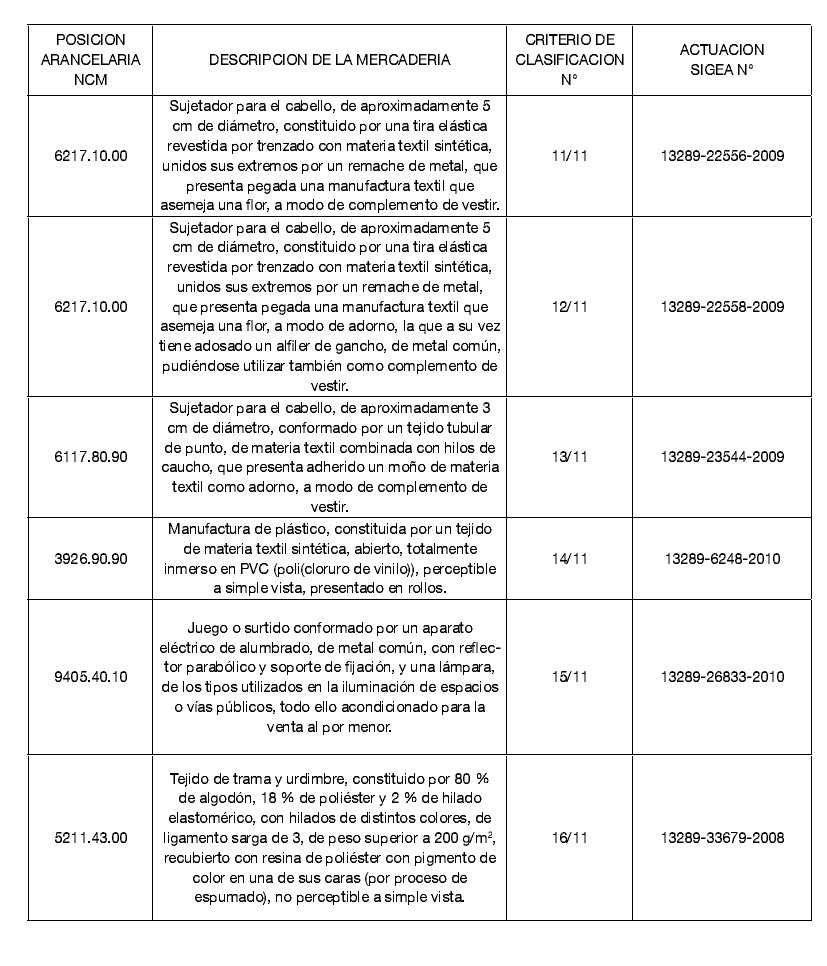 POSICION
ARANCELARIA
NCM
DESCRIPCION DE LA MERCADERIA
CRITERIO DE
CLASIFICACION
N°
ACTUACION
SIGEA N°
6217.10.00
Sujetador para el cabello, de aproximadamente 5
cm de diámetro, constituido por una tira elástica
revestida por trenzado con materia textil sintética,
unidos sus extremos por un remache de metal, que
presenta pegada una manufactura textil que
asemeja una flor, a modo de complemento de vestir.
11/11
13289-22556-2009
6217.10.00
Sujetador para el cabello, de aproximadamente 5
cm de diámetro, constituido por una tira elástica
revestida por trenzado con materia textil sintética,
unidos sus extremos por un remache de metal,
que presenta pegada una manufactura textil que
asemeja una flor, a modo de adorno, la que a su vez
tiene adosado un alfiler de gancho, de metal común,
pudiéndose utilizar también como complemento de
vestir.
12/11
13289-22558-2009
6117.80.90
Sujetador para el cabello, de aproximadamente 3
cm de diámetro, conformado por un tejido tubular
de punto, de materia textil combinada con hilos de
caucho, que presenta adherido un moño de materia
textil como adorno, a modo de complemento de
vestir.
13/11
13289-23544-2009
3926.90.90
Manufactura de plástico, constituida por un tejido
de materia textil sintética, abierto, totalmente
inmerso en PVC (poli(cloruro de vinilo)), perceptible
a simple vista, presentado en rollos.
14/11
13289-6248-2010
9405.40.10
Juego o surtido conformado por un aparato
eléctrico de alumbrado, de metal común, con reflec-
tor parabólico y soporte de fijación, y una lámpara,
de los tipos utilizados en la iluminación de espacios
o vías públicos, todo ello acondicionado para la
venta al por menor.
15/11
13289-26833-2010
5211.43.00
Tejido de trama y urdimbre, constituido por 80 %
de algodón, 18 % de poliéster y 2 % de hilado
elastomérico, con hilados de distintos colores, de
ligamento sarga de 3, de peso superior a 200 g/m²,
recubierto con resina de poliéster con pigmento de
color en una de sus caras (por proceso de
espumado), no perceptible a simple vista.
16/11
13289-33679-2008